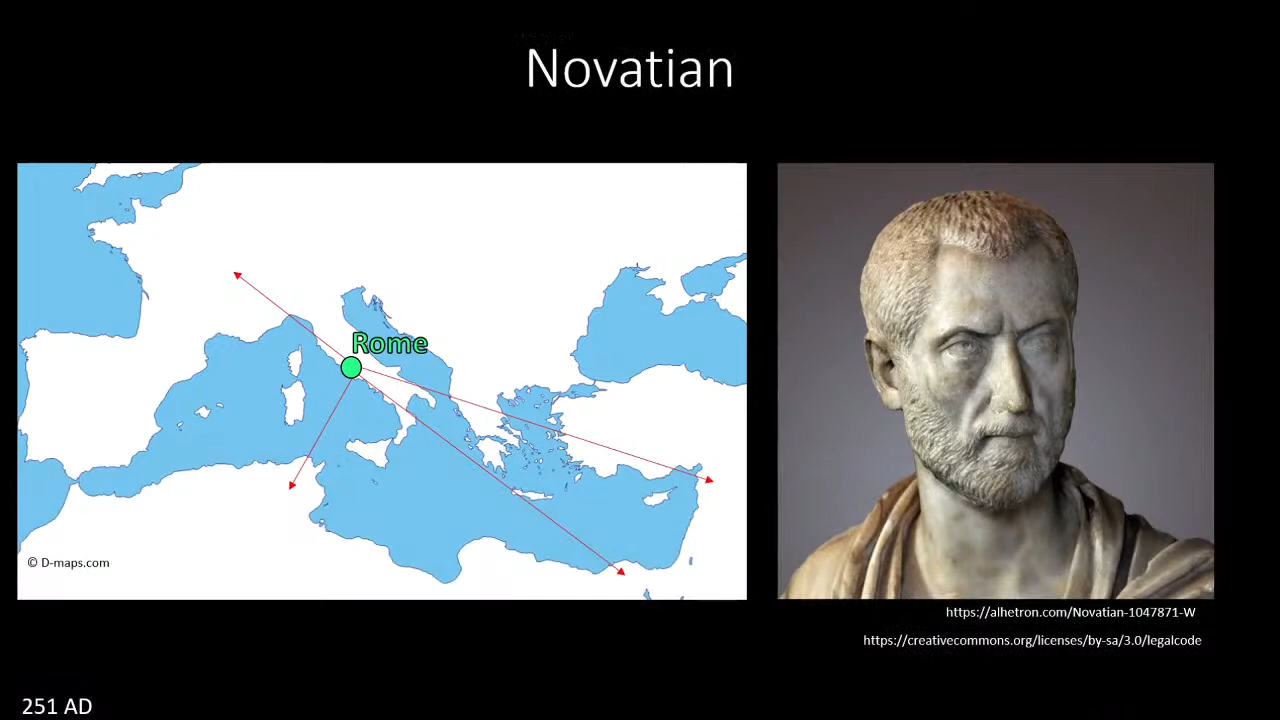 Novatian
Rome
© D-maps.com
https://alhetron.com/Novatian-1047871-W
https://creativecommons.org/licenses/by-sa/3.0/legalcode
251 AD